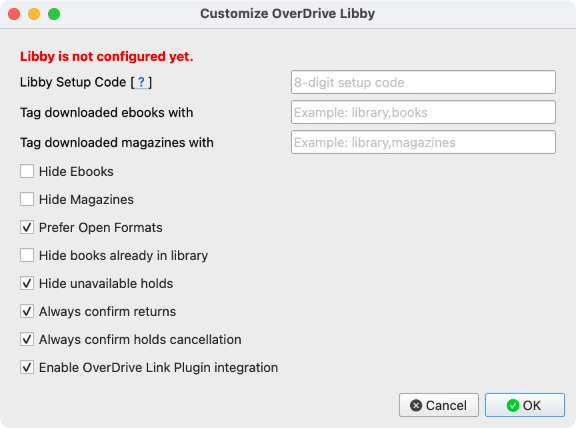 Customize OverDrive Libby
Libby is not configured yet.
Libby Setup Code [?] 8-digit setup code
Tag downloaded ebooks with Example: library,books
Tag downloaded magazines with Example: library,magazines
Hide Ebooks
Hide Magazines
Prefer Open Formats
Hide books already in library
Hide unavailable holds
Always confirm returns
Always confirm holds cancellation
Enable OverDrive Link Plugin integration
Cancel OK